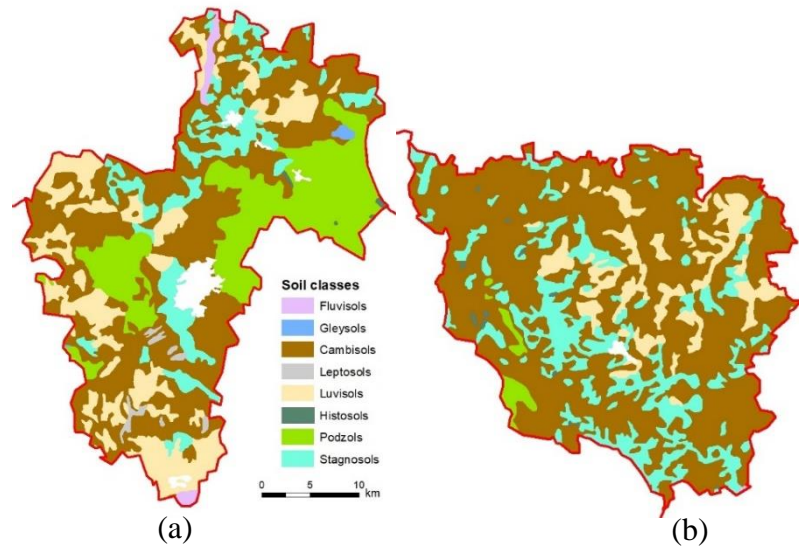 Soil classes
Fluvisols
Gleysols
Cambisols
Leptosols
Luvisols
Histosols
Podzols
Stagnosols
0 5 10
km
(a) (b)